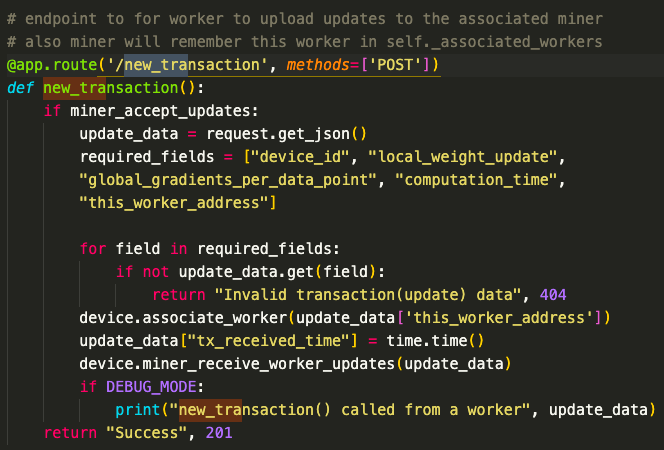 # endpoint to for worker to upload updates to the associated miner
# also miner will remember this worker in self._associated_workers
@app.route('/new_transaction', methods=['POST'])
def new_transaction():
    if miner_accept_updates:
        update_data = request.get_json()
        required_fields = ["device_id", "local_weight_update",
        "global_gradients_per_data_point", "computation_time",
        "this_worker_address"]

        for field in required_fields:
            if not update_data.get(field):
                return "Invalid transaction(update) data", 404
        device.associate_worker(update_data['this_worker_address'])
        update_data["tx_received_time"] = time.time()
        device.miner_receive_worker_updates(update_data)
        if DEBUG_MODE:
            print("new_transaction() called from a worker", update_data)
    return "Success", 201